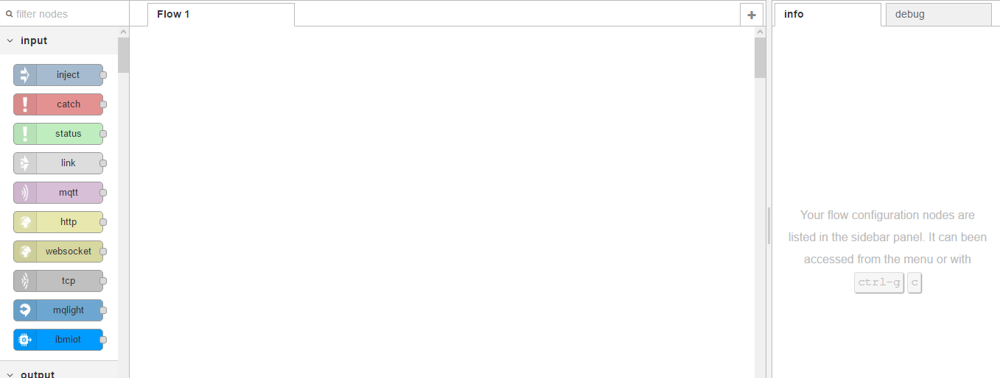 filter nodes
Flow 1
info
debug
input
inject
catch
status
link
mqtt
http
websocket
tcp
mqlight
ibmiot
output
Your flow configuration nodes are
listed in the sidebar panel. It can been
accessed from the menu or with
ctrl-g c